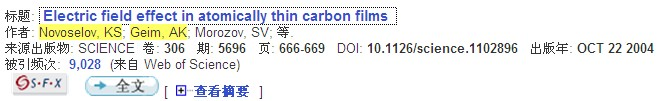 标题: Electric field effect in atomically thin carbon films
作者: Novoselov, KS; Geim, AK; Morozov, SV; 等.
来源出版物: SCIENCE 卷: 306 期: 5696 页: 666-669 DOI: 10.1126/science.1102896 出版年: OCT 22 2004
被引频次: 9,028 (来自 Web of Science)
S·F·X 全文 [ 查看摘要 ]